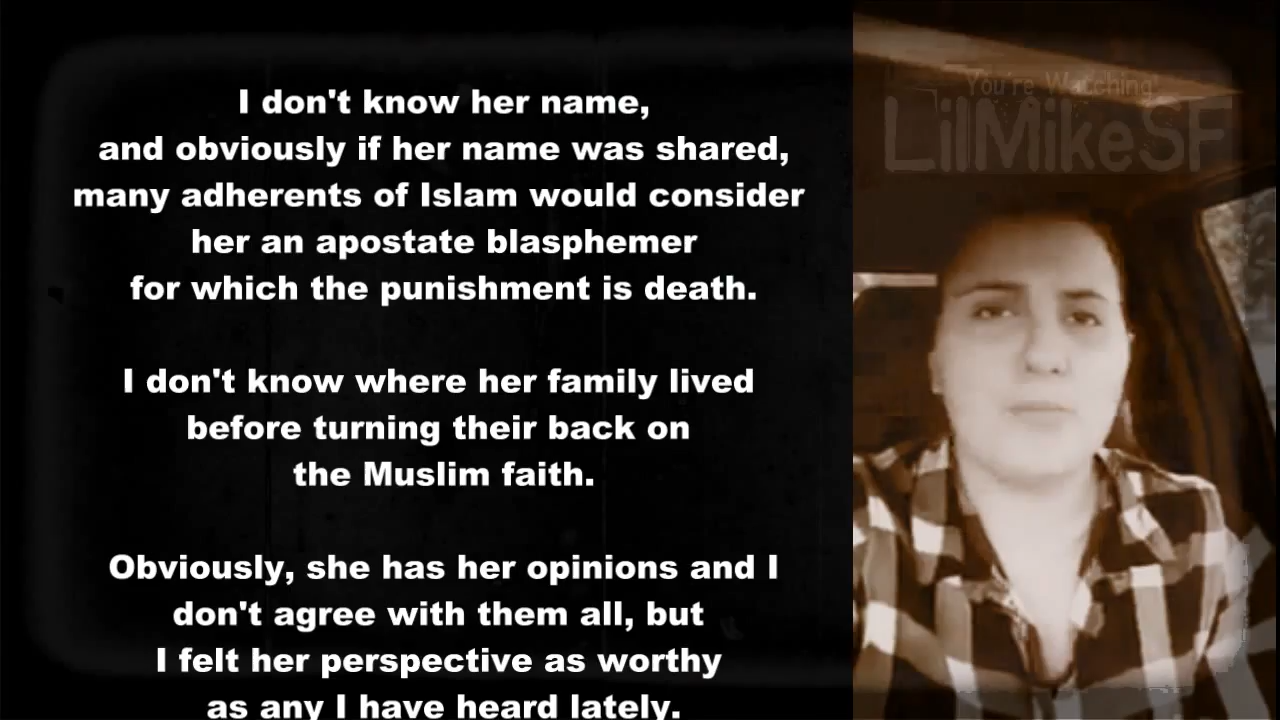 I don't know her name,
and obviously if her name was shared,
many adherents of Islam would consider
her an apostate blasphemer
for which the punishment is death.
I don't know where her family lived
before turning their back on
the Muslim faith.
Obviously, she has her opinions and I
don't agree with them all, but
I felt her perspective as worthy
as any I have heard lately.
You're Watching
LilMikeSF